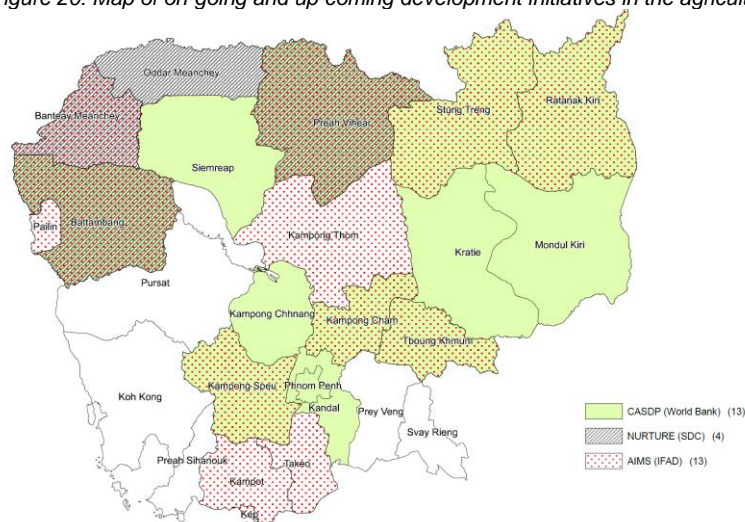 Figure 20: Map of on-going and up-coming development initiatives in the agricult
Oddar Meanchey
Banteay Meanchey
Preah Vihear
Stung Treng
Ratanak Kiri
Siemreap
Pailin
Battambang
Kampong Thom
Kratie
Mondul Kiri
Pursat
Kampong Chhnang
Kampong Cham
Tboung Khmum
Kampong Speu
Phnom Penh
Koh Kong
Kandal
Prey Veng
Svay Rieng
Preah Sihanouk
Takeo
Kampot
Kep
CASDP (World Bank) (13)
NURTURE (SDC) (4)
AIMS (IFAD) (13)